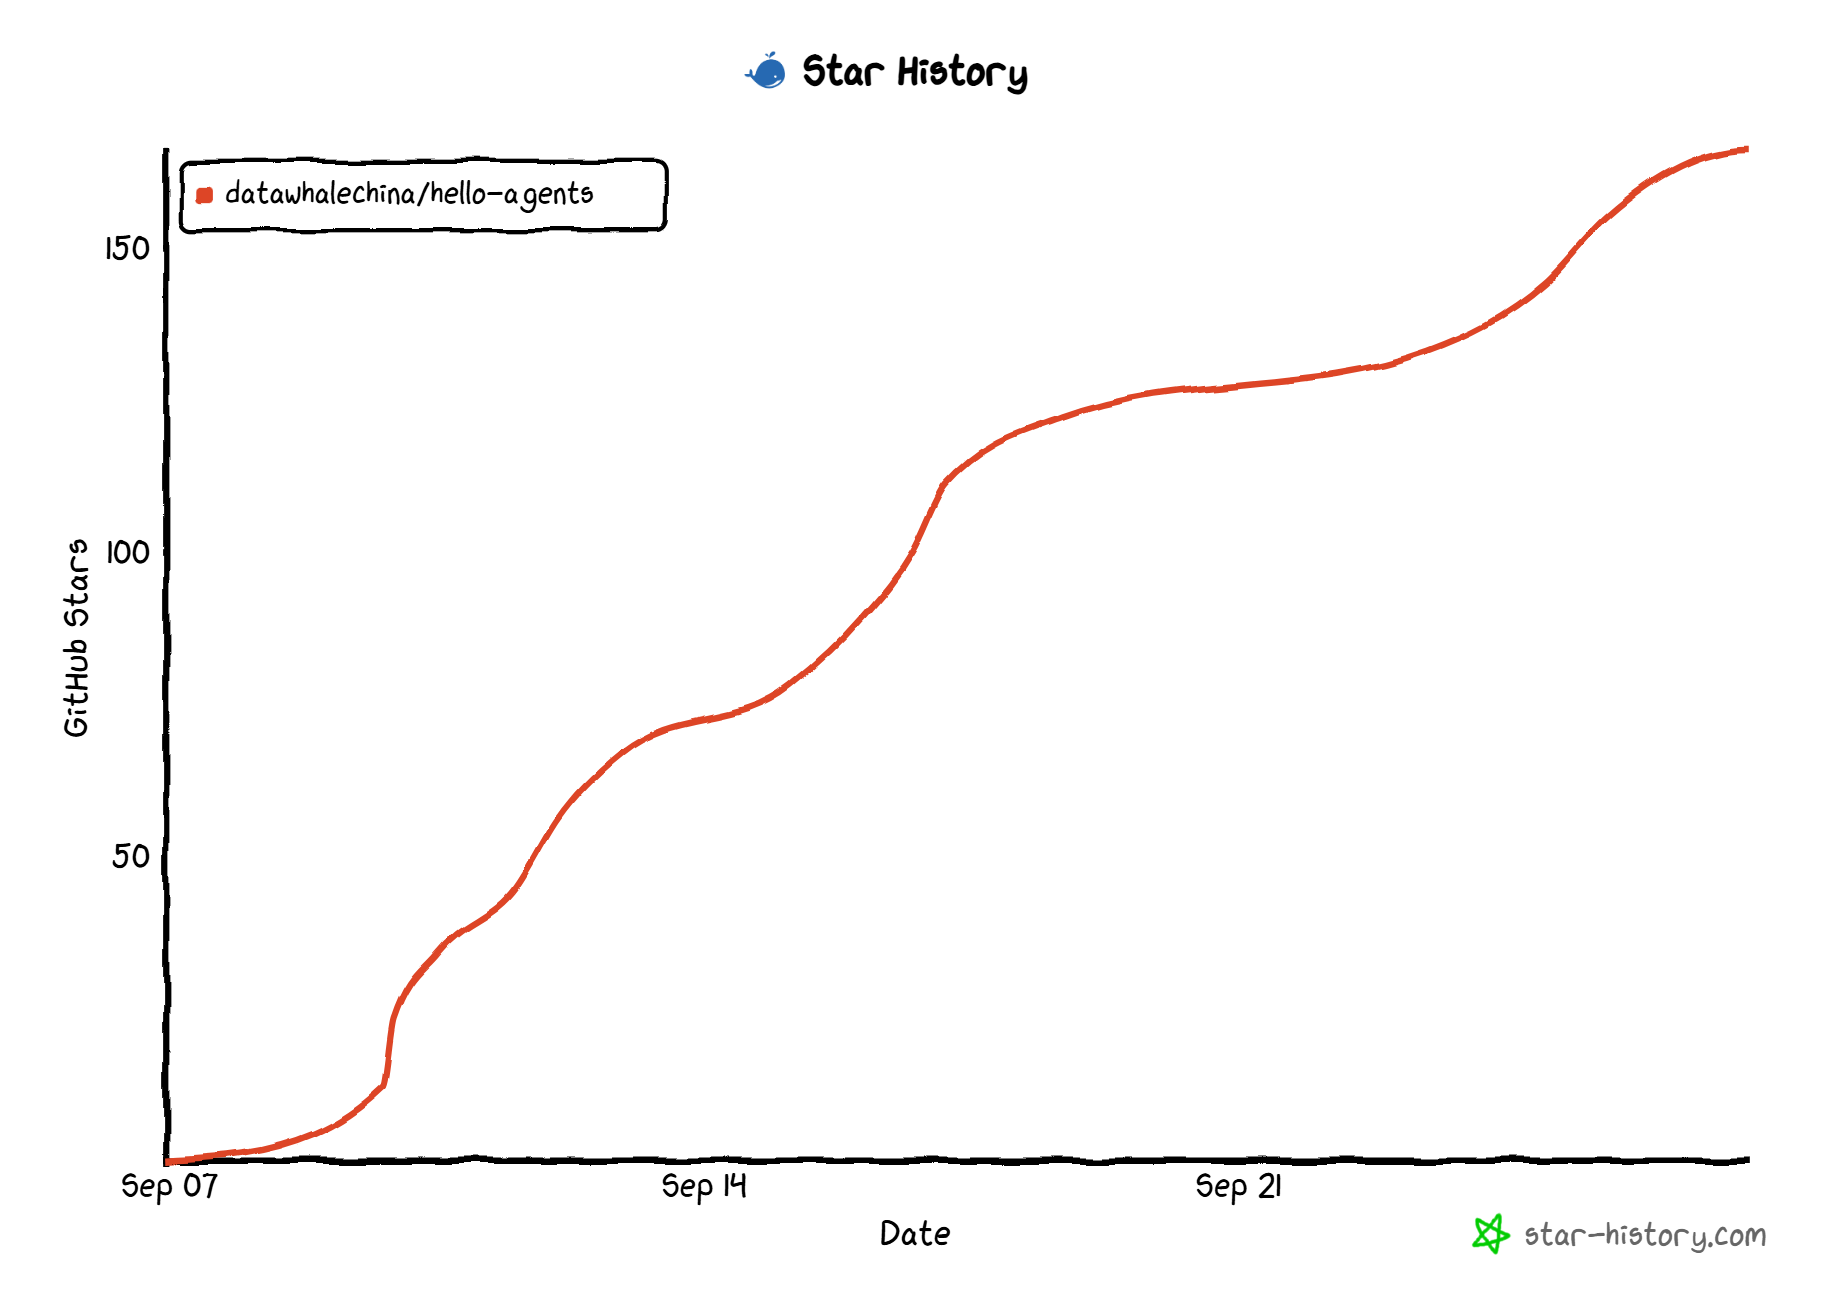 Star History
datawhalechina/hello-agents
150
100
50
GitHub Stars
Sep 07
Sep 14
Sep 21
Date
star-history.com